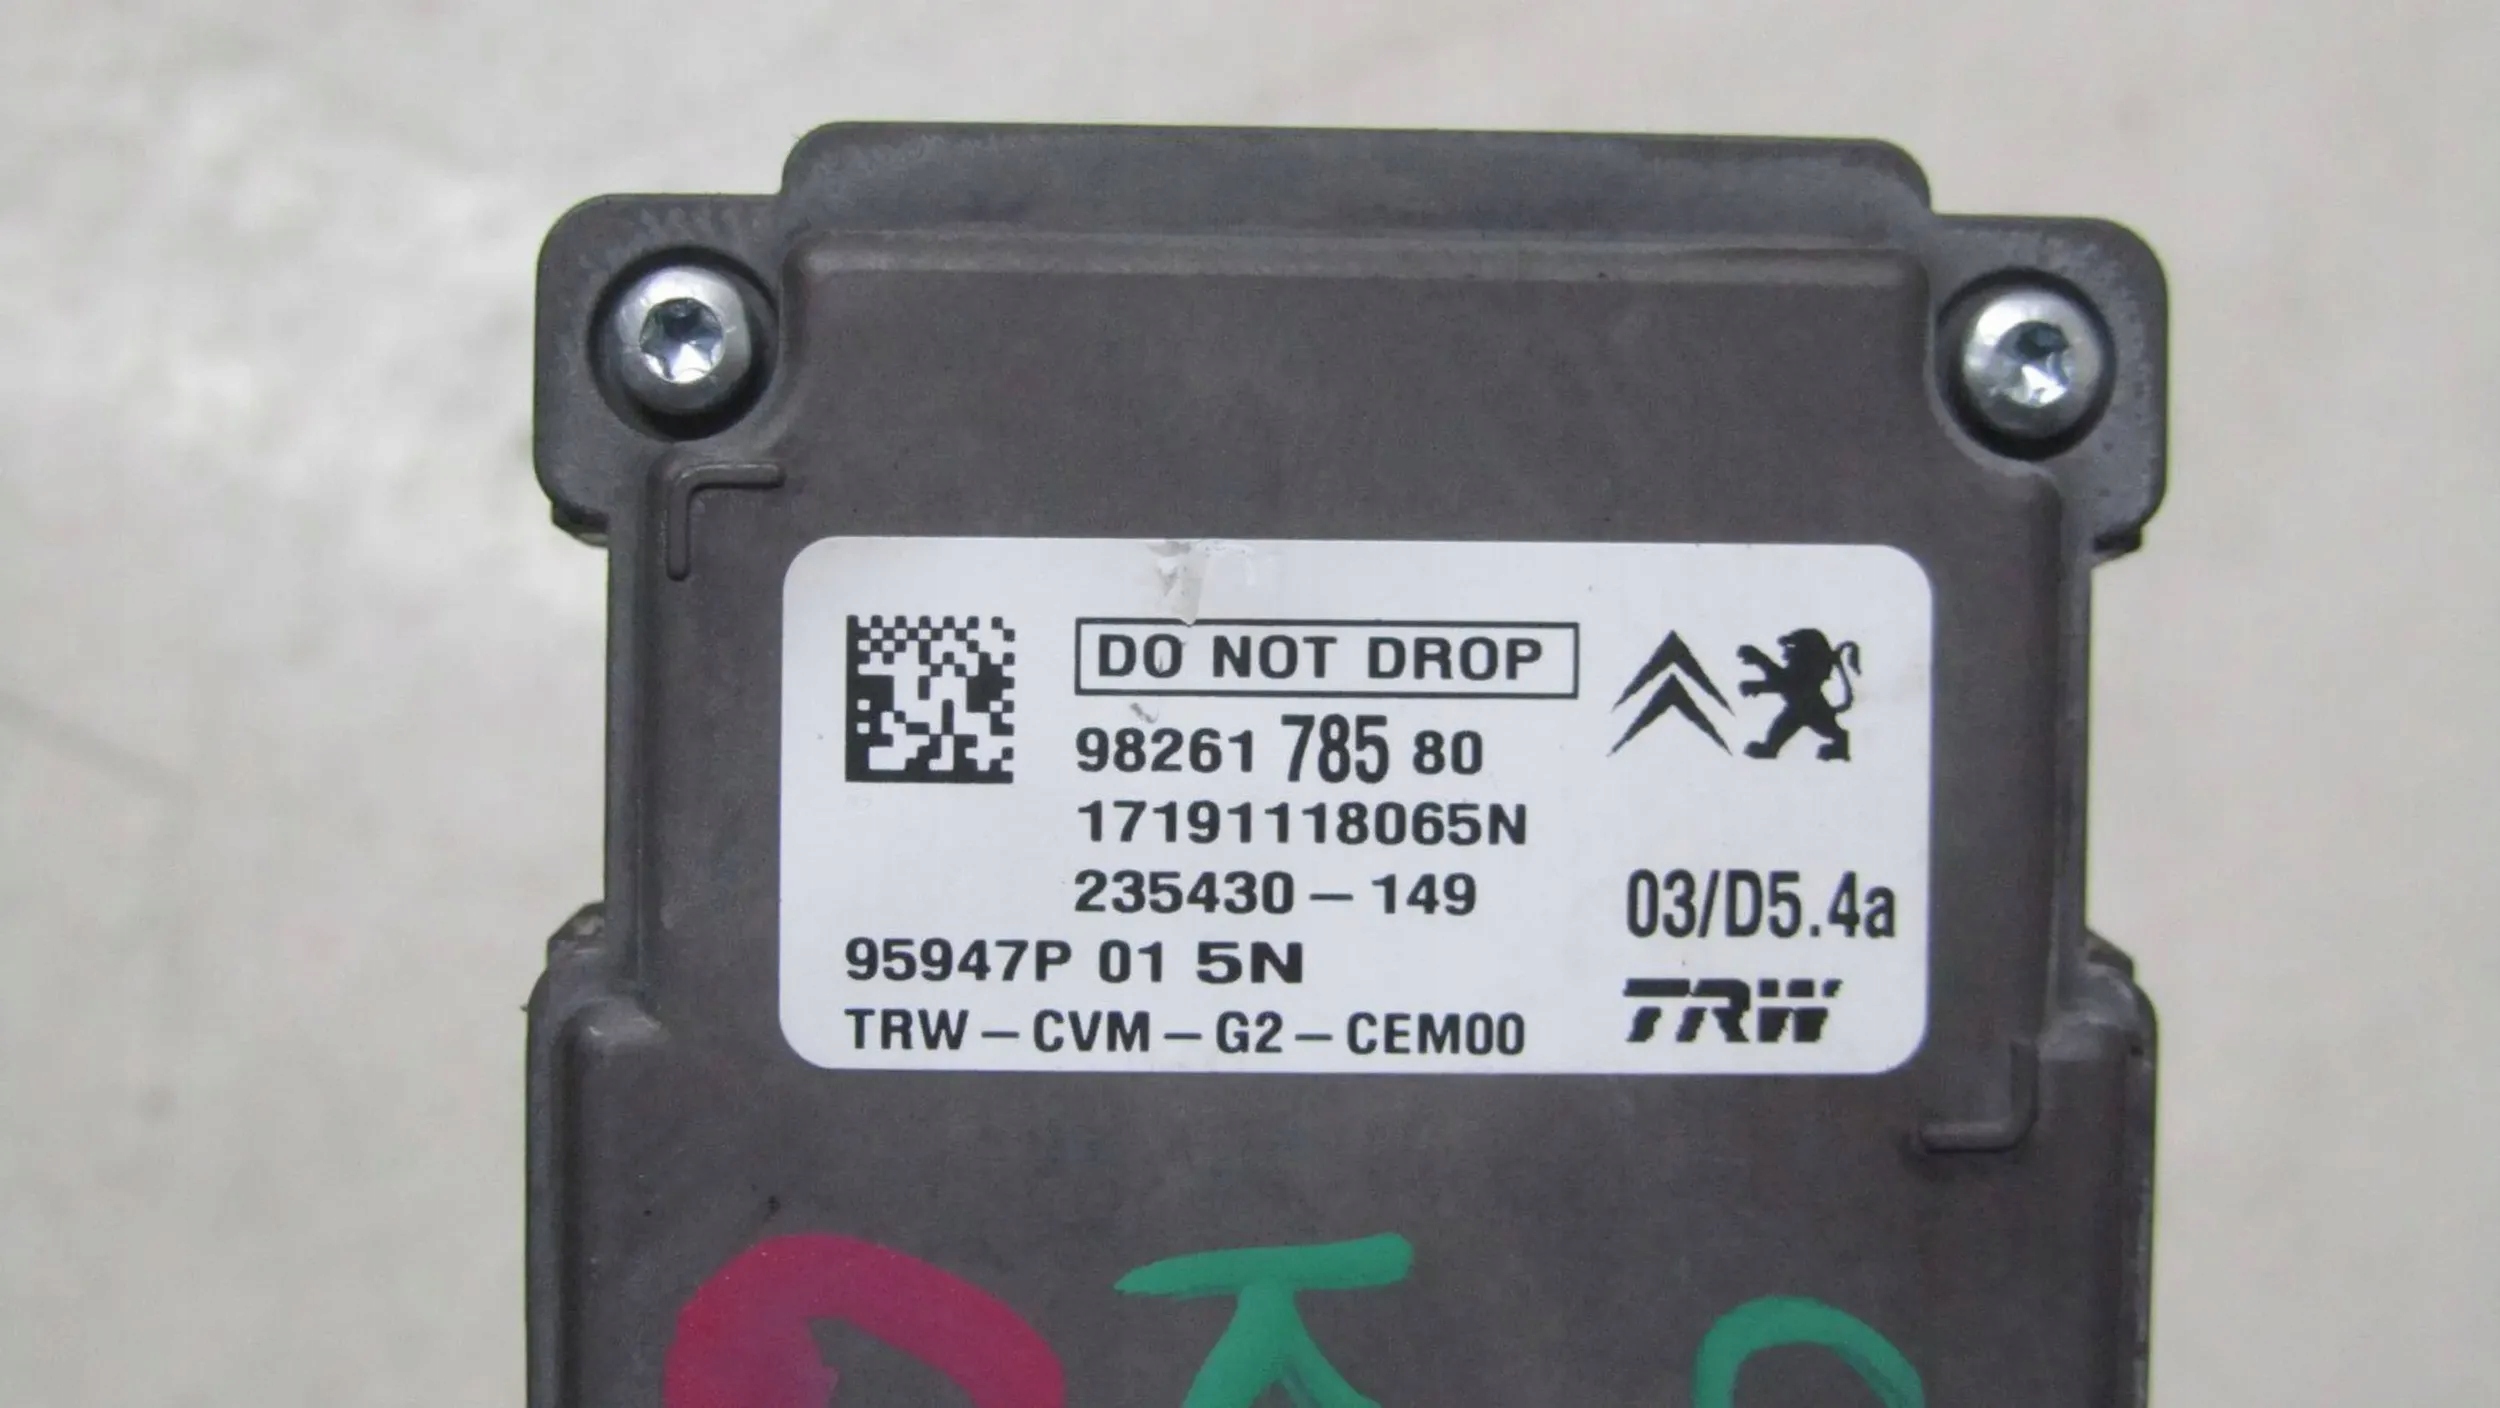 DO NOT DROP
98261 785 80
17191118065N
235430-149
03/D5.4a
95947P 01 5N
TRW
TRW-CVM-G2-CEM00